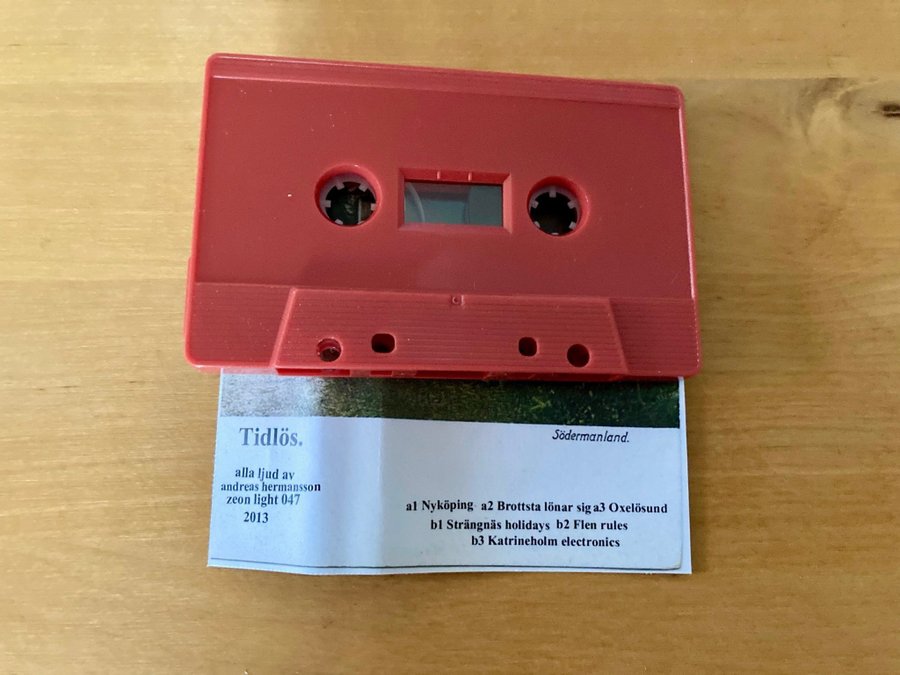 Tidlös.
Södermanland.
alla ljud av
andreas hermansson
zeon light 047
2013
a1 Nyköping a2 Brottsta lönar sig a3 Oxelösund
b1 Strängnäs holidays b2 Flen rules
b3 Katrineholm electronics